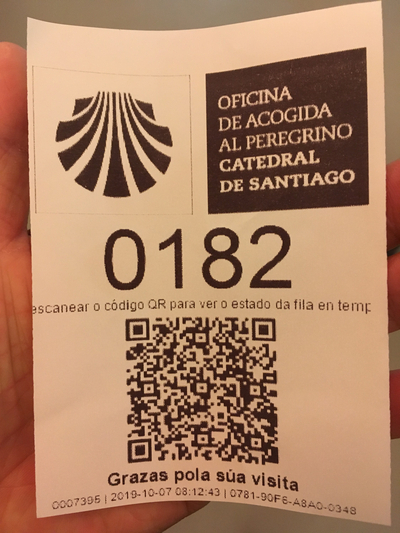 OFICINA
DE ACOGIDA
AL PEREGRINO
CATEDRAL
DE SANTIAGO
0182
escanear o código QR para ver o estado da fila en temp
Grazas pola súa visita
0007395 | 2019-10-07 08:12:43 | 0781-90F6-A8A0-0348